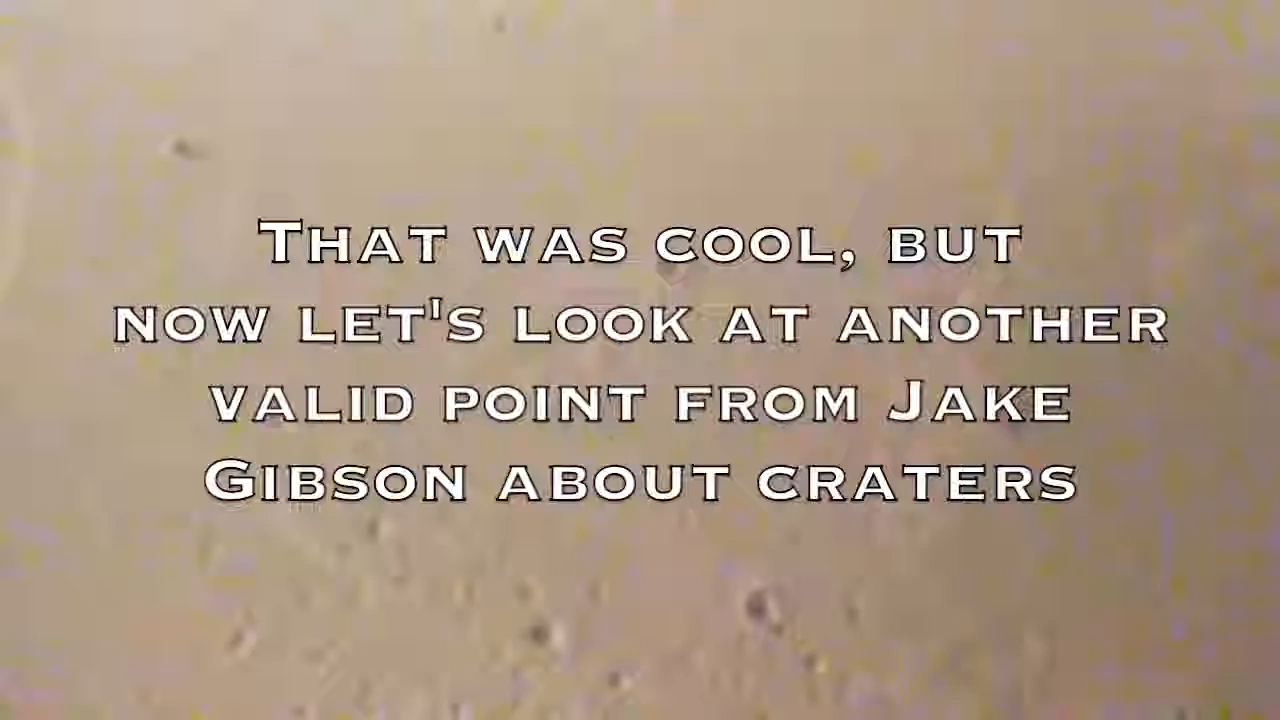 That was cool, but
now let's look at another
valid point from Jake
Gibson about craters